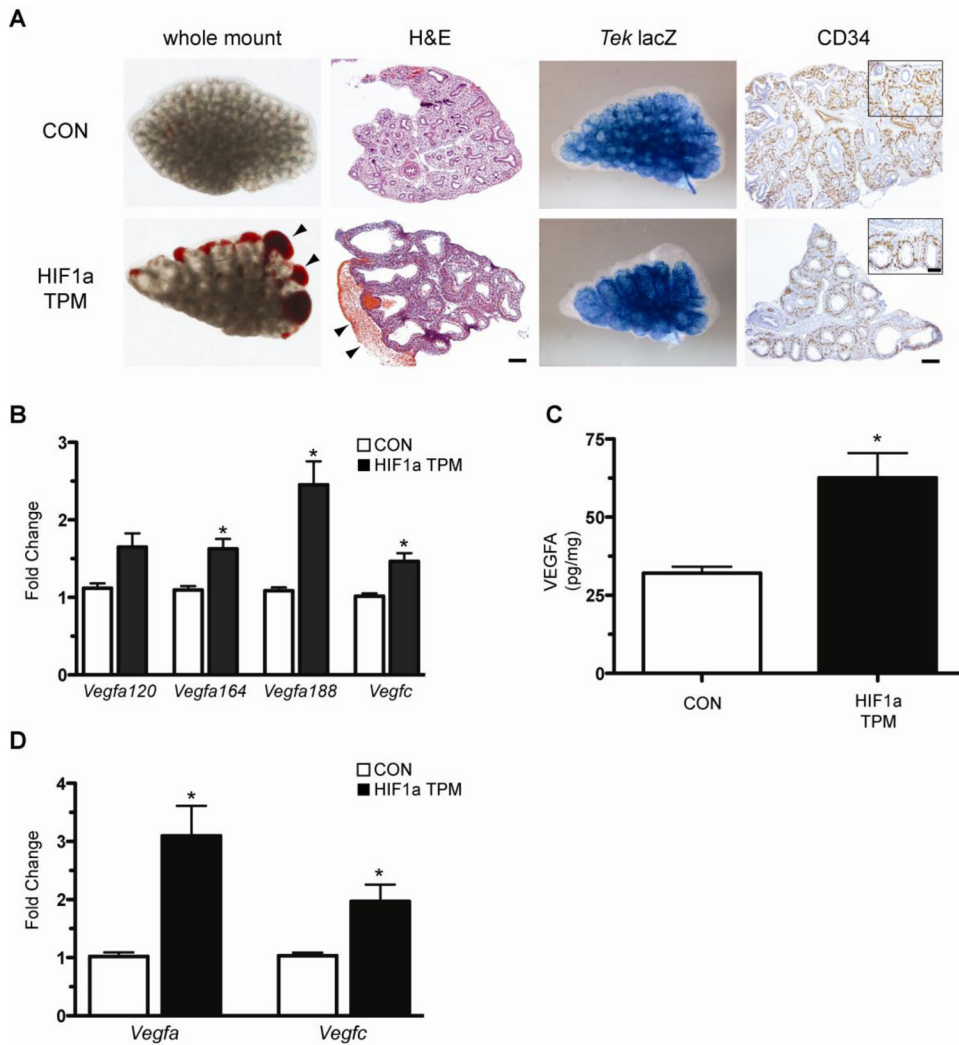 A
whole mount
H&E
Tek lacZ
CD34
CON
HIF1a
TPM
B
3
2
1
0
Fold Change
CON
HIF1a TPM
*
*
*
Vegfa120
Vegfa164
Vegfa188
Vegfc
C
75
50
25
0
VEGFA
(pg/mg)
*
CON
HIF1a
TPM
D
4
3
2
1
0
Fold Change
CON
HIF1a TPM
*
*
Vegfa
Vegfc